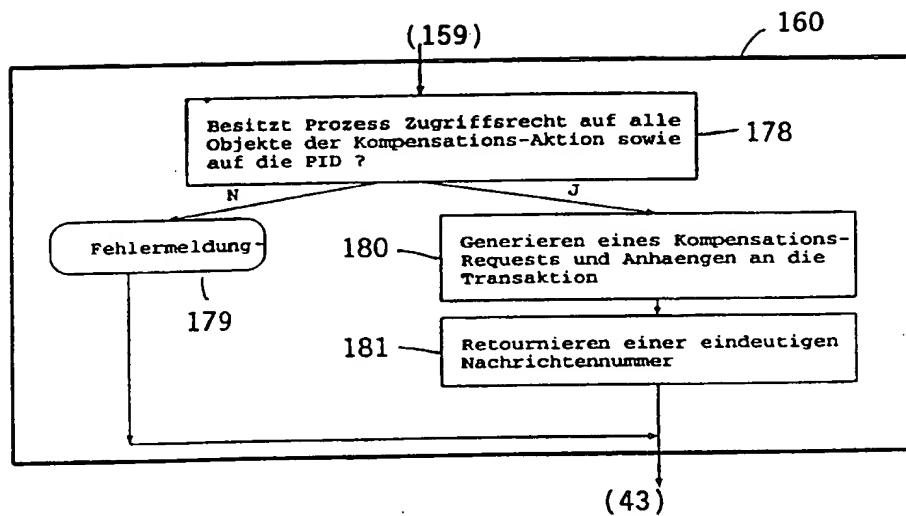 (159)
160
Besitzt Prozess Zugriffsrecht auf alle
Objekte der Kompensations-Aktion sowie
auf die PID ?
178
N
J
Fehlermeldung
179
180
Generieren eines Kompensations-
Requests und Anhaengen an die
Transaktion
181
Retournieren einer eindeutigen
Nachrichtennummer
(43)